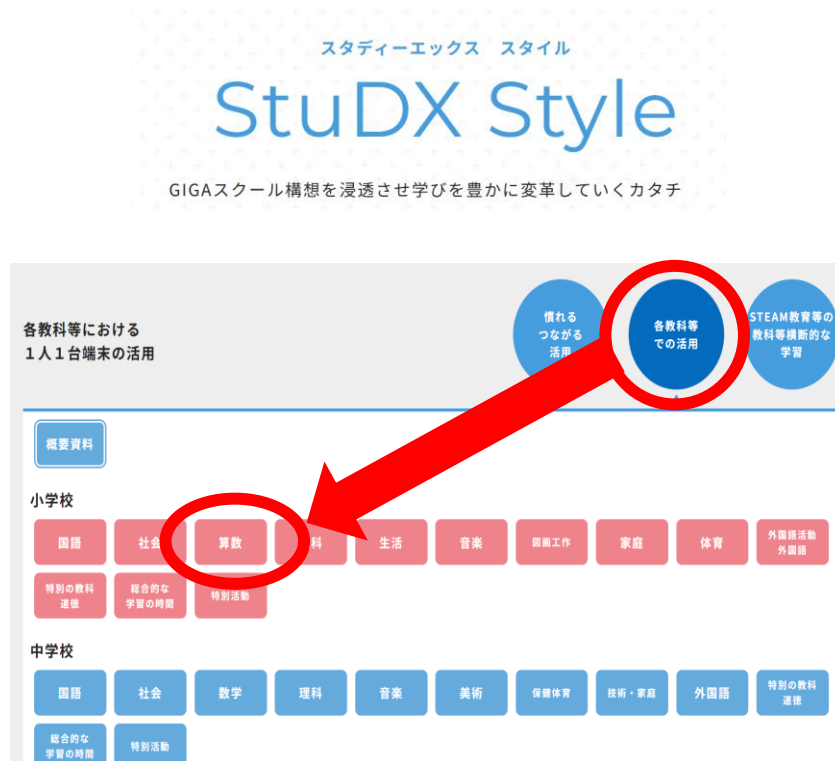 スタディーエックス スタイル
StuDX Style
GIGAスクール構想を浸透させ学びを豊かに変革していくカタチ
各教科等における
1人1台端末の活用
慣れる
つながる
活用
各教科等
での活用
STEAM教育等の
教科等横断的な
学習
概要資料
小学校
国語 社会 算数 科 生活 音楽 図画工作 家庭 体育 外国語活動
外国語
特別の教科
道徳
総合的な
学習の時間
特別活動
中学校
国語 社会 数学 理科 音楽 美術 保健体育 技術・家庭 外国語 特別の教科
道徳
総合的な
学習の時間
特別活動